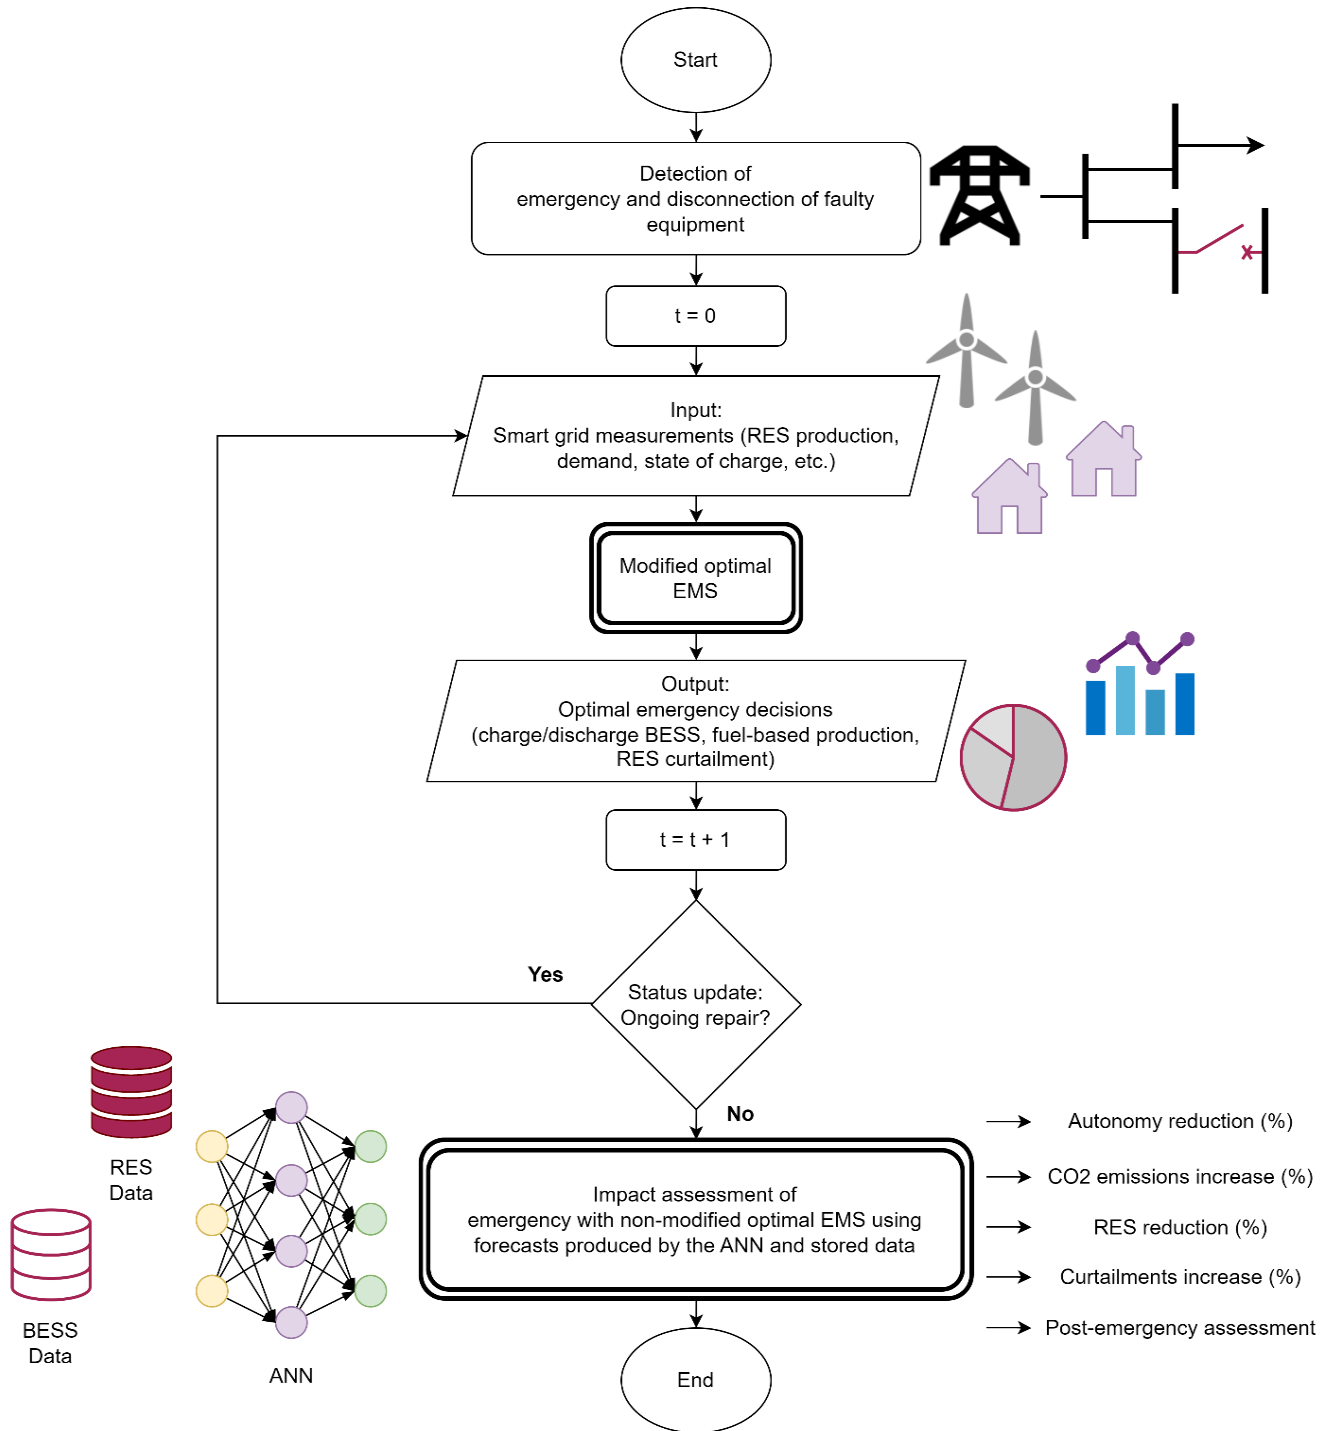 Start
Detection of
emergency and disconnection of faulty
equipment
t = 0
Input:
Smart grid measurements (RES production,
demand, state of charge, etc.)
Modified optimal
EMS
Output:
Optimal emergency decisions
(charge/discharge BESS, fuel-based production,
RES curtailment)
t = t + 1
Yes
Status update:
Ongoing repair?
No
RES
Data
BESS
Data
ANN
Impact assessment of
emergency with non-modified optimal EMS using
forecasts produced by the ANN and stored data
Autonomy reduction (%)
CO2 emissions increase (%)
RES reduction (%)
Curtailments increase (%)
Post-emergency assessment
End